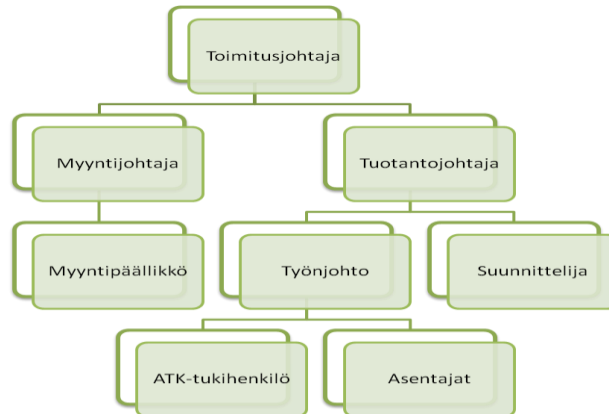 Toimitusjohtaja
Myyntijohtaja
Tuotantojohtaja
Myyntipäällikkö
Työnjohto
Suunnittelija
ATK-tukihenkilö
Asentajat